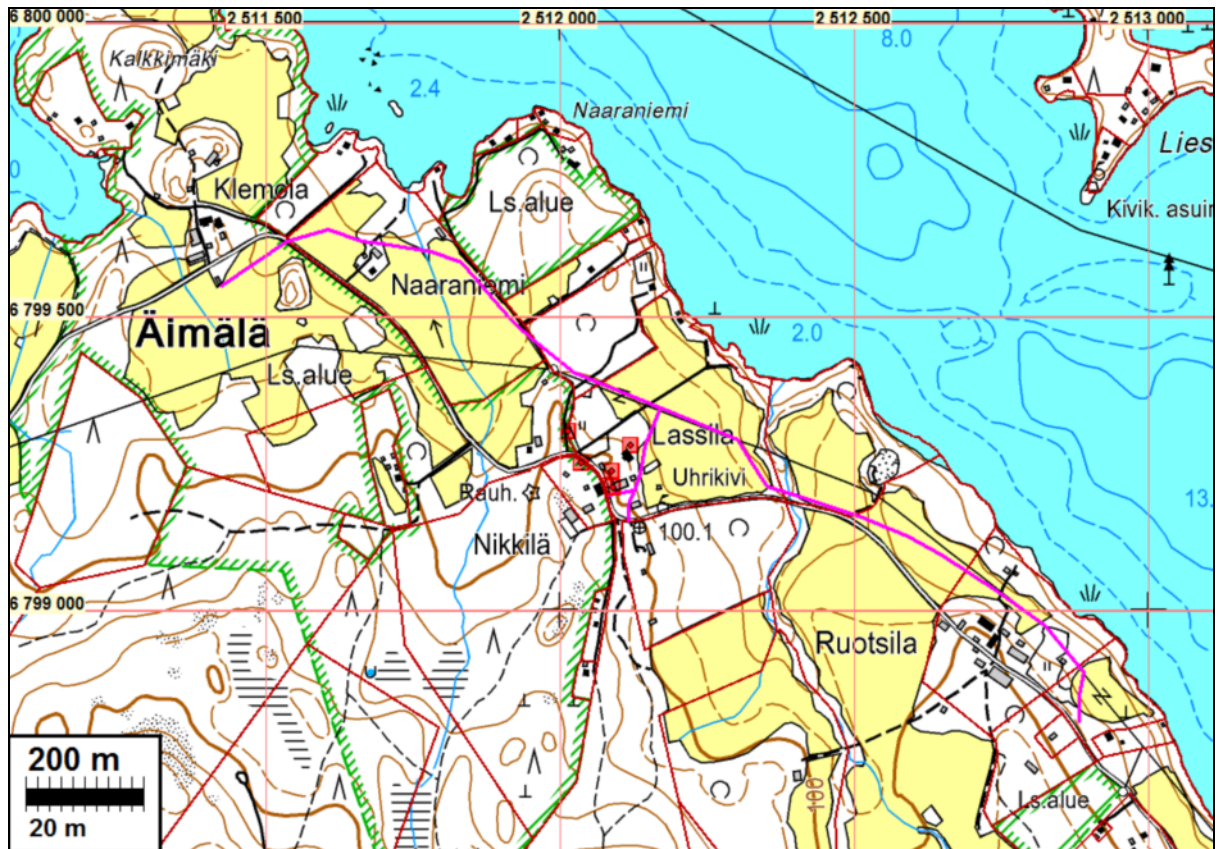 6 800 000
2 511 500
2 512 000
2 512 500
2 513 000
8.0
Kalkkimäki
2.4
Naaraniemi
Lies
0
Klemola
Ls.alue
Kivik. asuin
Naaraniemi
6 799 500
Äimälä
2.0
Ls.alue
Lassila
Uhrikivi
Rauh.
13.
100.1
Nikkilä
6 799 000
Ruotsila
200 m
20 m
100
Ls.alue